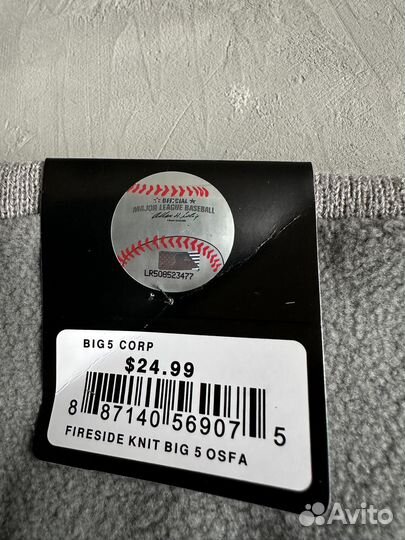 OFFICIAL
MAJOR LEAGUE BASEBALL
LR508523477
BIG5 CORP
$24.99
8 87140 56907 5
FIRESIDE KNIT BIG 5 OSFA
Avito